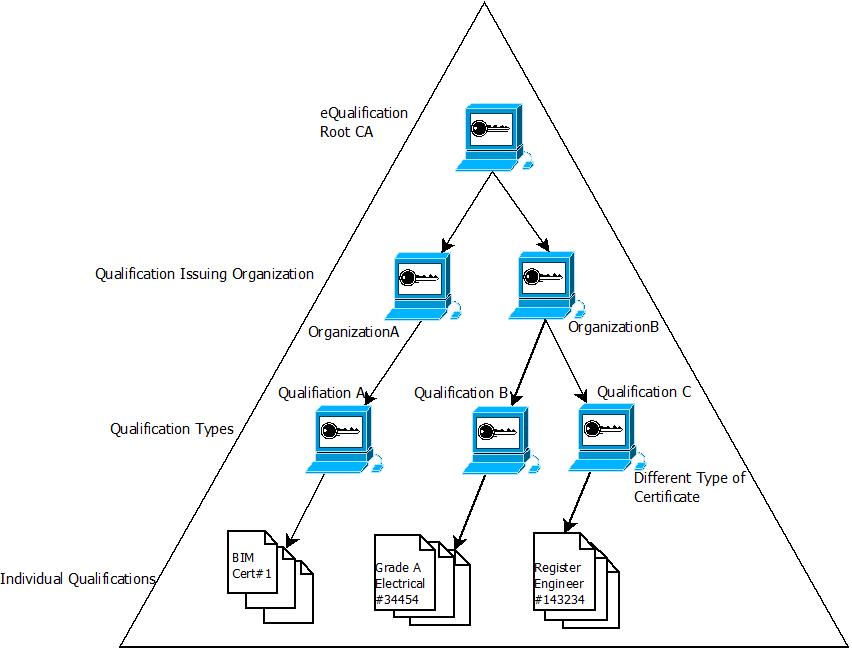 eQualification
Root CA
Qualification Issuing Organization
OrganizationA
OrganizationB
Qualifiation A
Qualification B
Qualification C
Qualification Types
Different Type of
Certificate
Individual Qualifications
BIM
Cert#1
Grade A
Electrical
#34454
Register
Engineer
#143234